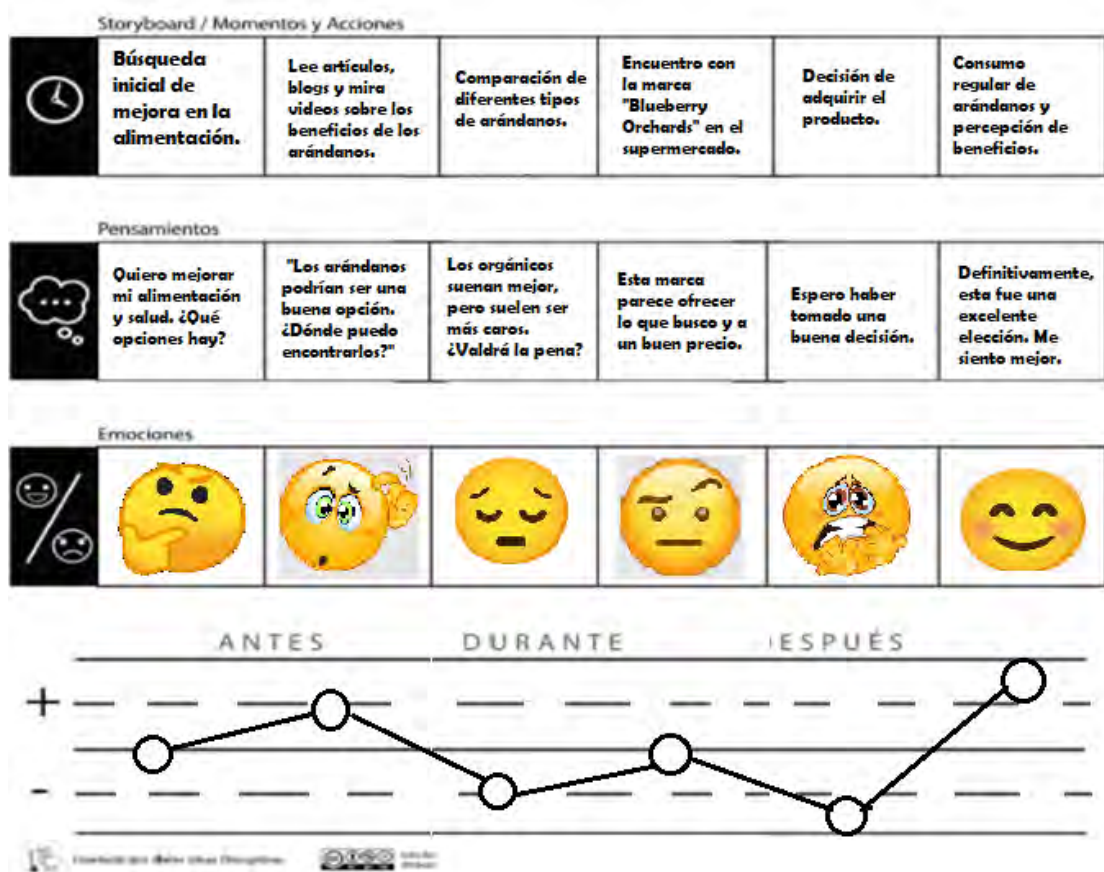 Storyboard / Momentos y Acciones
Búsqueda
inicial de
mejora en la
alimentación.
Lee artículos,
blogs y mira
videos sobre los
beneficios de los
arándanos.
Comparación de
diferentes tipos
de arándanos.
Encuentro con
la marca
"Blueberry
Orchards" en el
supermercado.
Decisión de
adquirir el
producto.
Consumo
regular de
arándanos y
percepción de
beneficios.
Pensamientos
Quiero mejorar
mi alimentación
y salud. ¿Qué
opciones hay?
"Los arándanos
podrían ser una
buena opción.
¿Dónde puedo
encontrarlos?"
Los orgánicos
suenan mejor,
pero suelen ser
más caros.
¿Valdrá la pena?
Esta marca
parece ofrecer
lo que busco y a
un buen precio.
Espero haber
tomado una
buena decisión.
Definitivamente,
esta fue una
excelente
elección. Me
siento mejor.
Emociones
ANTES
DURANTE
ESPUÉS
+
-